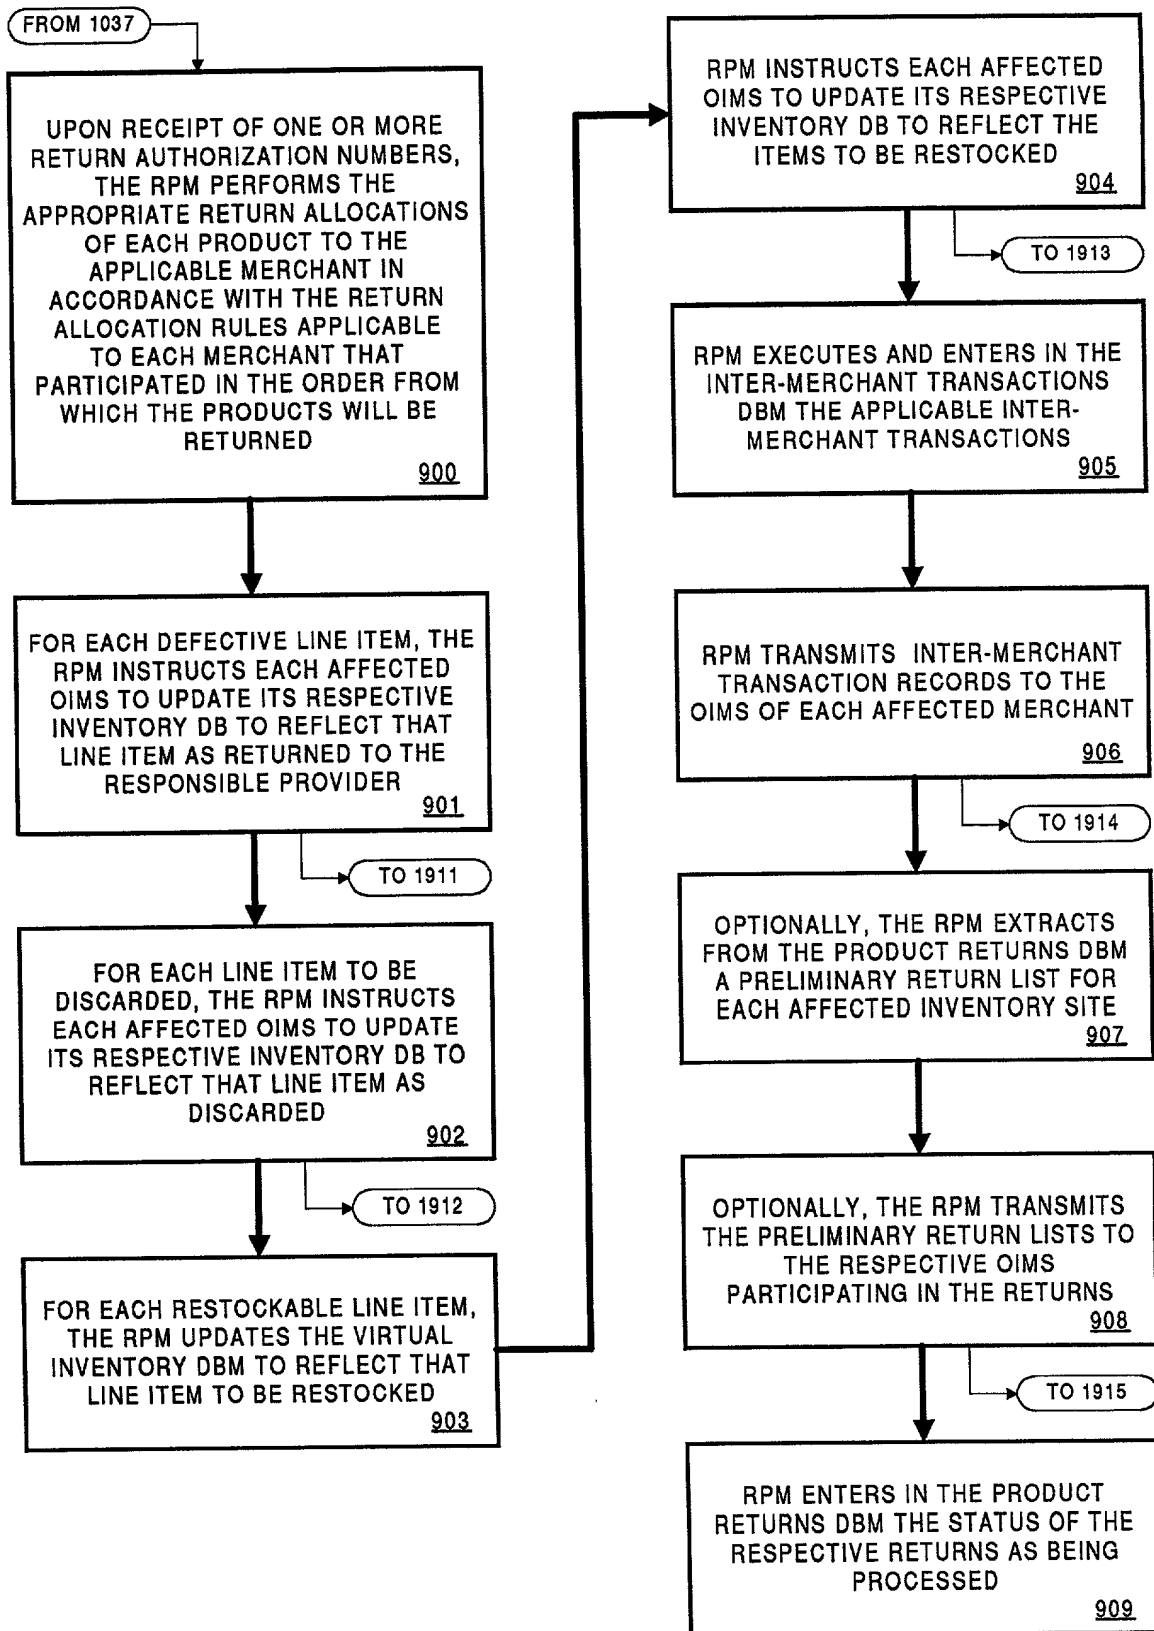 FROM 1037
UPON RECEIPT OF ONE OR MORE
RETURN AUTHORIZATION NUMBERS,
THE RPM PERFORMS THE
APPROPRIATE RETURN ALLOCATIONS
OF EACH PRODUCT TO THE
APPLICABLE MERCHANT IN
ACCORDANCE WITH THE RETURN
ALLOCATION RULES APPLICABLE
TO EACH MERCHANT THAT
PARTICIPATED IN THE ORDER FROM
WHICH THE PRODUCTS WILL BE
RETURNED
900
FOR EACH DEFECTIVE LINE ITEM, THE
RPM INSTRUCTS EACH AFFECTED
OIMS TO UPDATE ITS RESPECTIVE
INVENTORY DB TO REFLECT THAT
LINE ITEM AS RETURNED TO THE
RESPONSIBLE PROVIDER
901
TO 1911
FOR EACH LINE ITEM TO BE
DISCARDED, THE RPM INSTRUCTS
EACH AFFECTED OIMS TO UPDATE
ITS RESPECTIVE INVENTORY DB TO
REFLECT THAT LINE ITEM AS
DISCARDED
902
TO 1912
FOR EACH RESTOCKABLE LINE ITEM,
THE RPM UPDATES THE VIRTUAL
INVENTORY DBM TO REFLECT THAT
LINE ITEM TO BE RESTOCKED
903
RPM INSTRUCTS EACH AFFECTED
OIMS TO UPDATE ITS RESPECTIVE
INVENTORY DB TO REFLECT THE
ITEMS TO BE RESTOCKED
904
TO 1913
RPM EXECUTES AND ENTERS IN THE
INTER-MERCHANT TRANSACTIONS
DBM THE APPLICABLE INTER-
MERCHANT TRANSACTIONS
905
RPM TRANSMITS INTER-MERCHANT
TRANSACTION RECORDS TO THE
OIMS OF EACH AFFECTED MERCHANT
906
TO 1914
OPTIONALLY, THE RPM EXTRACTS
FROM THE PRODUCT RETURNS DBM
A PRELIMINARY RETURN LIST FOR
EACH AFFECTED INVENTORY SITE
907
OPTIONALLY, THE RPM TRANSMITS
THE PRELIMINARY RETURN LISTS TO
THE RESPECTIVE OIMS
PARTICIPATING IN THE RETURNS
908
TO 1915
RPM ENTERS IN THE PRODUCT
RETURNS DBM THE STATUS OF THE
RESPECTIVE RETURNS AS BEING
PROCESSED
909